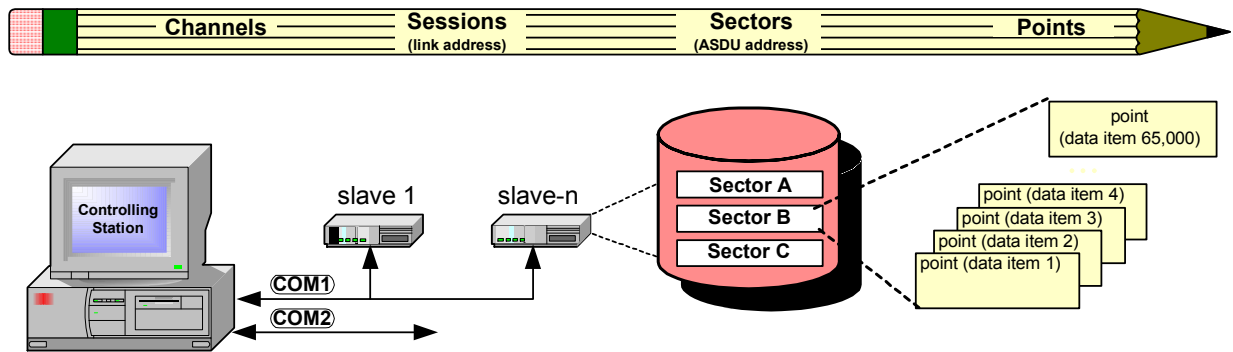 Channels
Sessions
(link address)
Sectors
(ASDU address)
Points
Controlling
Station
slave 1
slave-n
COM1
COM2
Sector A
Sector B
Sector C
point
(data item 65,000)
. . .
point (data item 4)
point (data item 3)
point (data item 2)
point (data item 1)